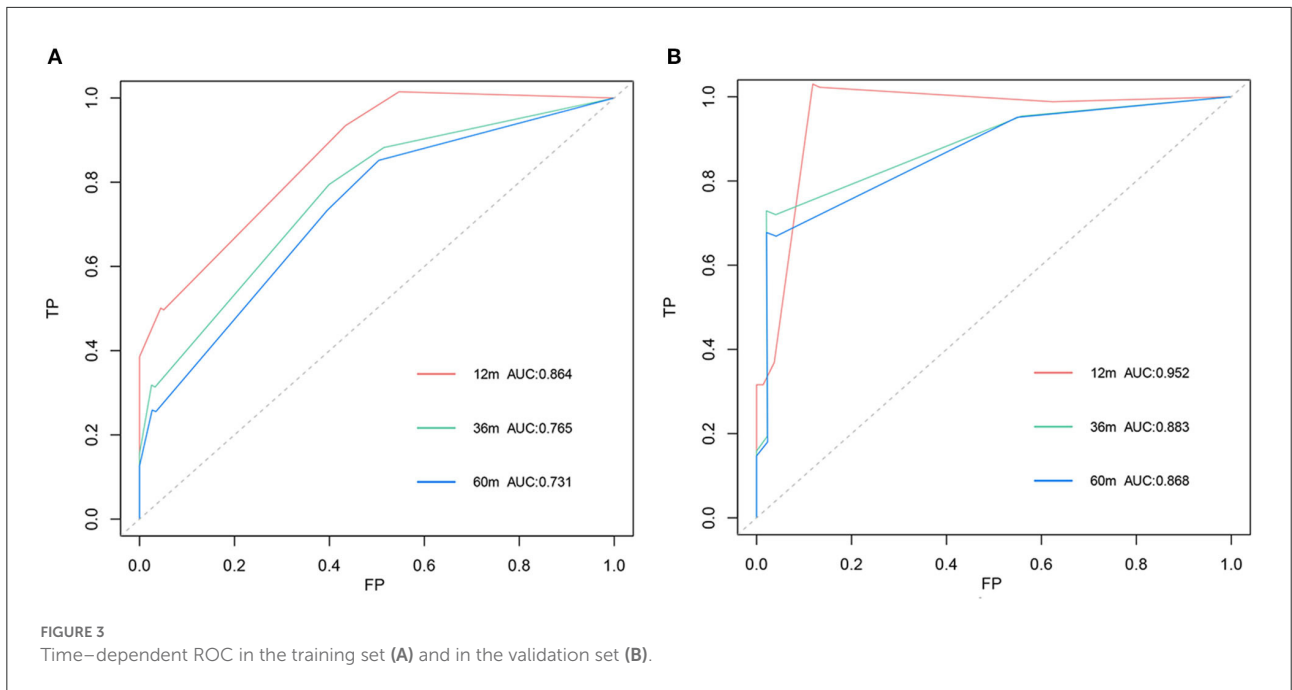 A
B
1.0
0.8
0.6
0.4
0.2
0.0
TP
12m AUC:0.864
36m AUC:0.765
60m AUC:0.731
0.0 0.2 0.4 0.6 0.8 1.0
FP
1.0
0.8
0.6
0.4
0.2
0.0
TP
12m AUC:0.952
36m AUC:0.883
60m AUC:0.868
0.0 0.2 0.4 0.6 0.8 1.0
FP
FIGURE 3
Time–dependent ROC in the training set (A) and in the validation set (B).